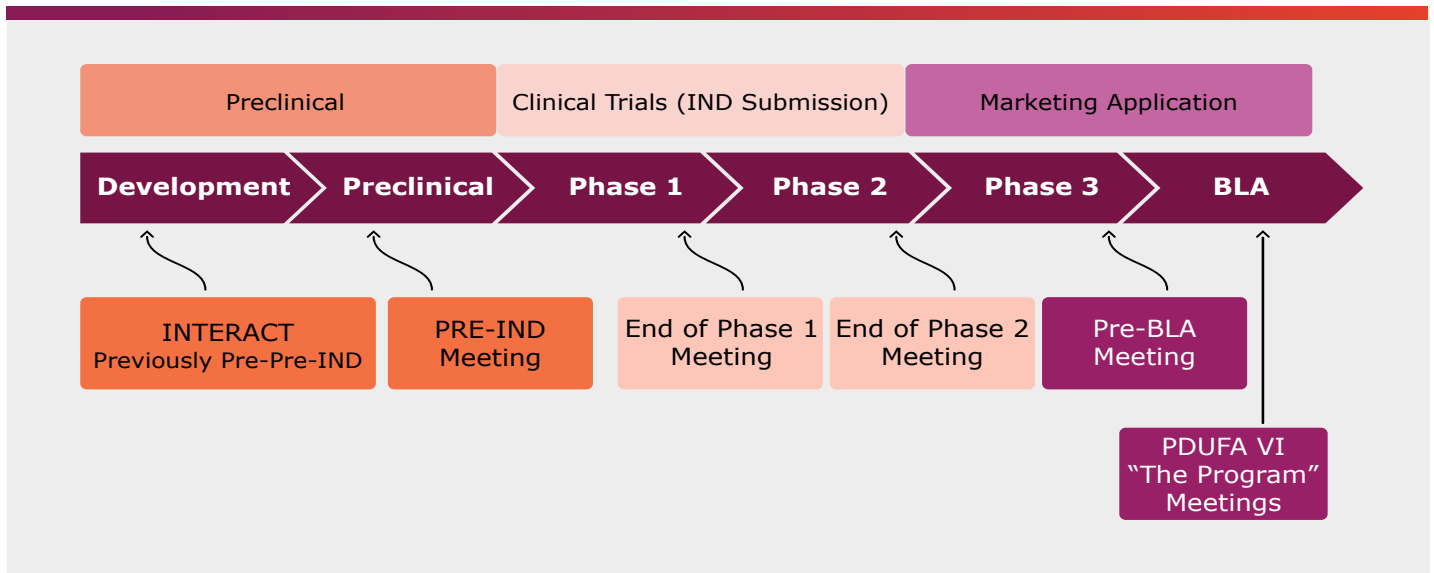 Preclinical
Clinical Trials (IND Submission)
Marketing Application
Development
Preclinical
Phase 1
Phase 2
Phase 3
BLA
INTERACT
Previously Pre-Pre-IND
PRE-IND
Meeting
End of Phase 1
Meeting
End of Phase 2
Meeting
Pre-BLA
Meeting
PDUFA VI
“The Program”
Meetings